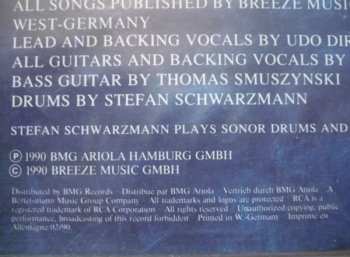 ALL SONGS PUBLISHED BY BREEZE MUSI
WEST-GERMANY
LEAD AND BACKING VOCALS BY UDO DIR
ALL GUITARS AND BACKING VOCALS BY
BASS GUITAR BY THOMAS SMUSZYNSKI
DRUMS BY STEFAN SCHWARZMANN
STEFAN SCHWARZMANN PLAYS SONOR DRUMS AND
Ⓟ 1990 BMG ARIOLA HAMBURG GMBH
© 1990 BREEZE MUSIC GMBH
Distributed by BMG Records · Distribué par BMG Ariola · Vertrieb durch BMG Ariola · A
Bertelsmann Music Group Company · All trademarks and logos are protected · RCA is a
registered trademark of RCA Corporation · All rights reserved · Unauthorized copying, public
performance, broadcasting of this record forbidden · Printed in W.-Germany · Imprimé en
Allemagne 02/90